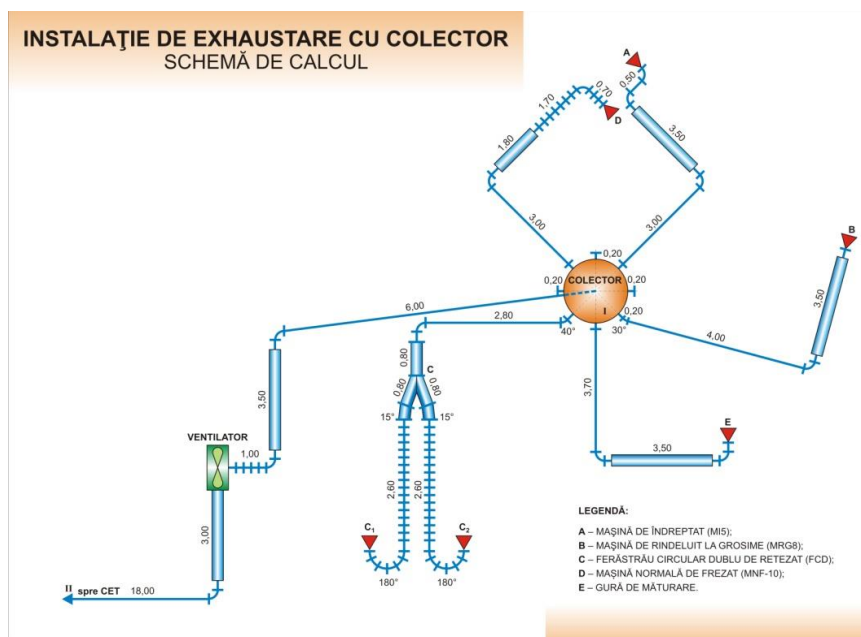 INSTALAŢIE DE EXHAUSTARE CU COLECTOR
SCHEMĂ DE CALCUL
A
0,50
0,70
1,70
D
1,80
3,50
3,00
3,00
B
0,20
COLECTOR
0,20
0,20
3,50
6,00
I
0,20
2,80
40°
30°
4,00
0,80
C
0,80
0,80
3,70
3,50
15°
15°
E
VENTILATOR
1,00
3,50
2,60
2,60
3,00
C1
C2
180°
180°
II spre CET 18,00
LEGENDĂ:
A – MAŞINĂ DE ÎNDREPTAT (MI5);
B – MAŞINĂ DE RINDELUIT LA GROSIME (MRG8);
C – FERĂSTRĂU CIRCULAR DUBLU DE RETEZAT (FCD);
D – MAŞINĂ NORMALĂ DE FREZAT (MNF-10);
E – GURĂ DE MĂTURARE.